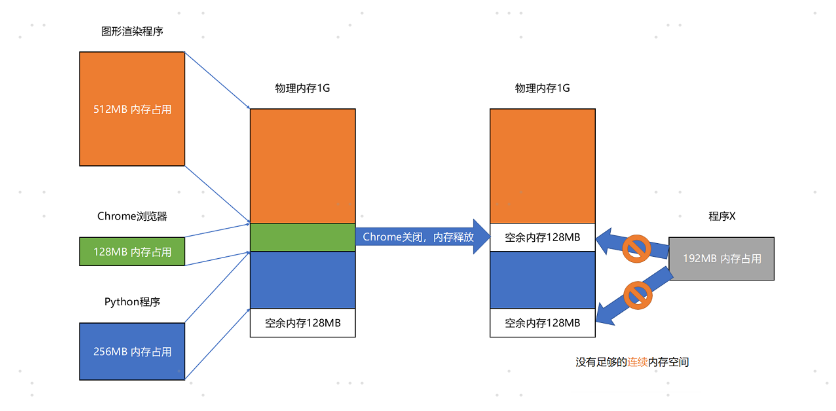 图形渲染程序
512MB 内存占用
Chrome浏览器
128MB 内存占用
Python程序
256MB 内存占用
物理内存1G
空余内存128MB
Chrome关闭，内存释放
物理内存1G
空余内存128MB
空余内存128MB
程序X
192MB 内存占用
没有足够的连续内存空间